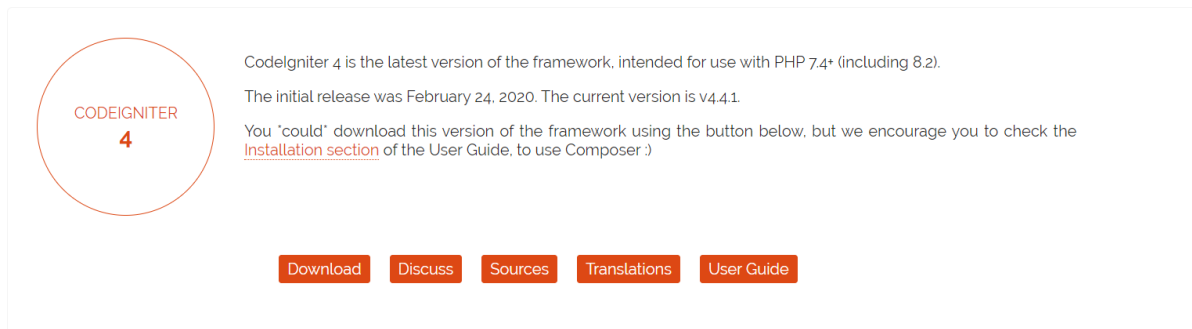 CODEIGNITER
4
CodeIgniter 4 is the latest version of the framework, intended for use with PHP 7.4+ (including 8.2).
The initial release was February 24, 2020. The current version is v4.4.1.
You *could* download this version of the framework using the button below, but we encourage you to check the
Installation section of the User Guide, to use Composer :)
Download Discuss Sources Translations User Guide